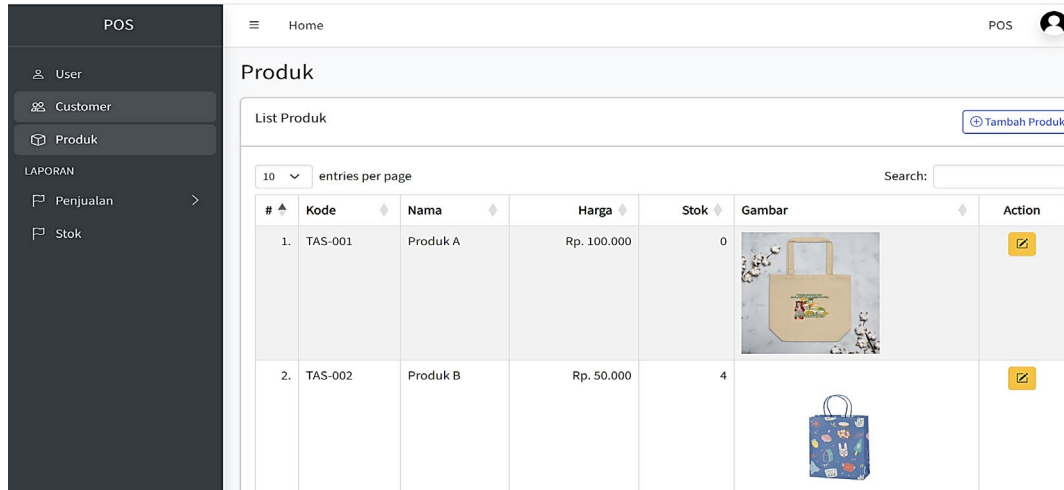 POS
Home
POS
User
Customer
Produk
LAPORAN
Penjualan
Stok
Produk
List Produk
Tambah Produk
10 entries per page
Search:
# Kode Nama Harga Stok Gambar Action
1. TAS-001 Produk A Rp. 100.000 0
2. TAS-002 Produk B Rp. 50.000 4